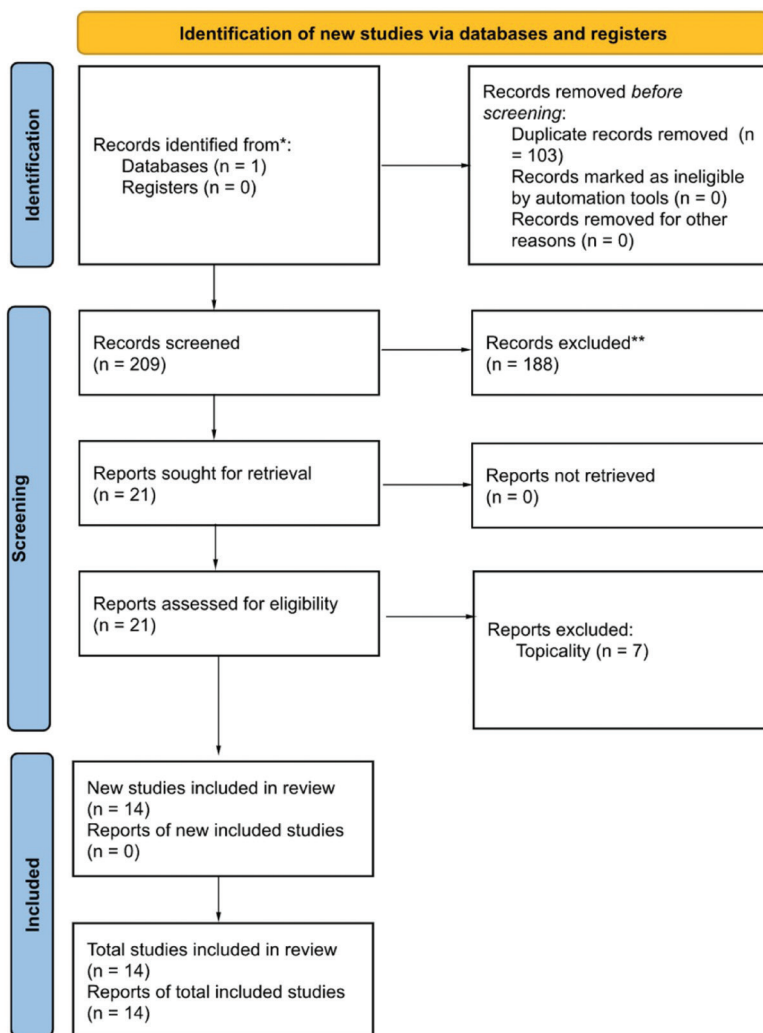 Identification of new studies via databases and registers
Identification
Records identified from*:
Databases (n = 1)
Registers (n = 0)
Records removed before
screening:
Duplicate records removed (n
= 103)
Records marked as ineligible
by automation tools (n = 0)
Records removed for other
reasons (n = 0)
Screening
Records screened
(n = 209)
Records excluded**
(n = 188)
Reports sought for retrieval
(n = 21)
Reports not retrieved
(n = 0)
Reports assessed for eligibility
(n = 21)
Reports excluded:
Topicality (n = 7)
Included
New studies included in review
(n = 14)
Reports of new included studies
(n = 0)
Total studies included in review
(n = 14)
Reports of total included studies
(n = 14)